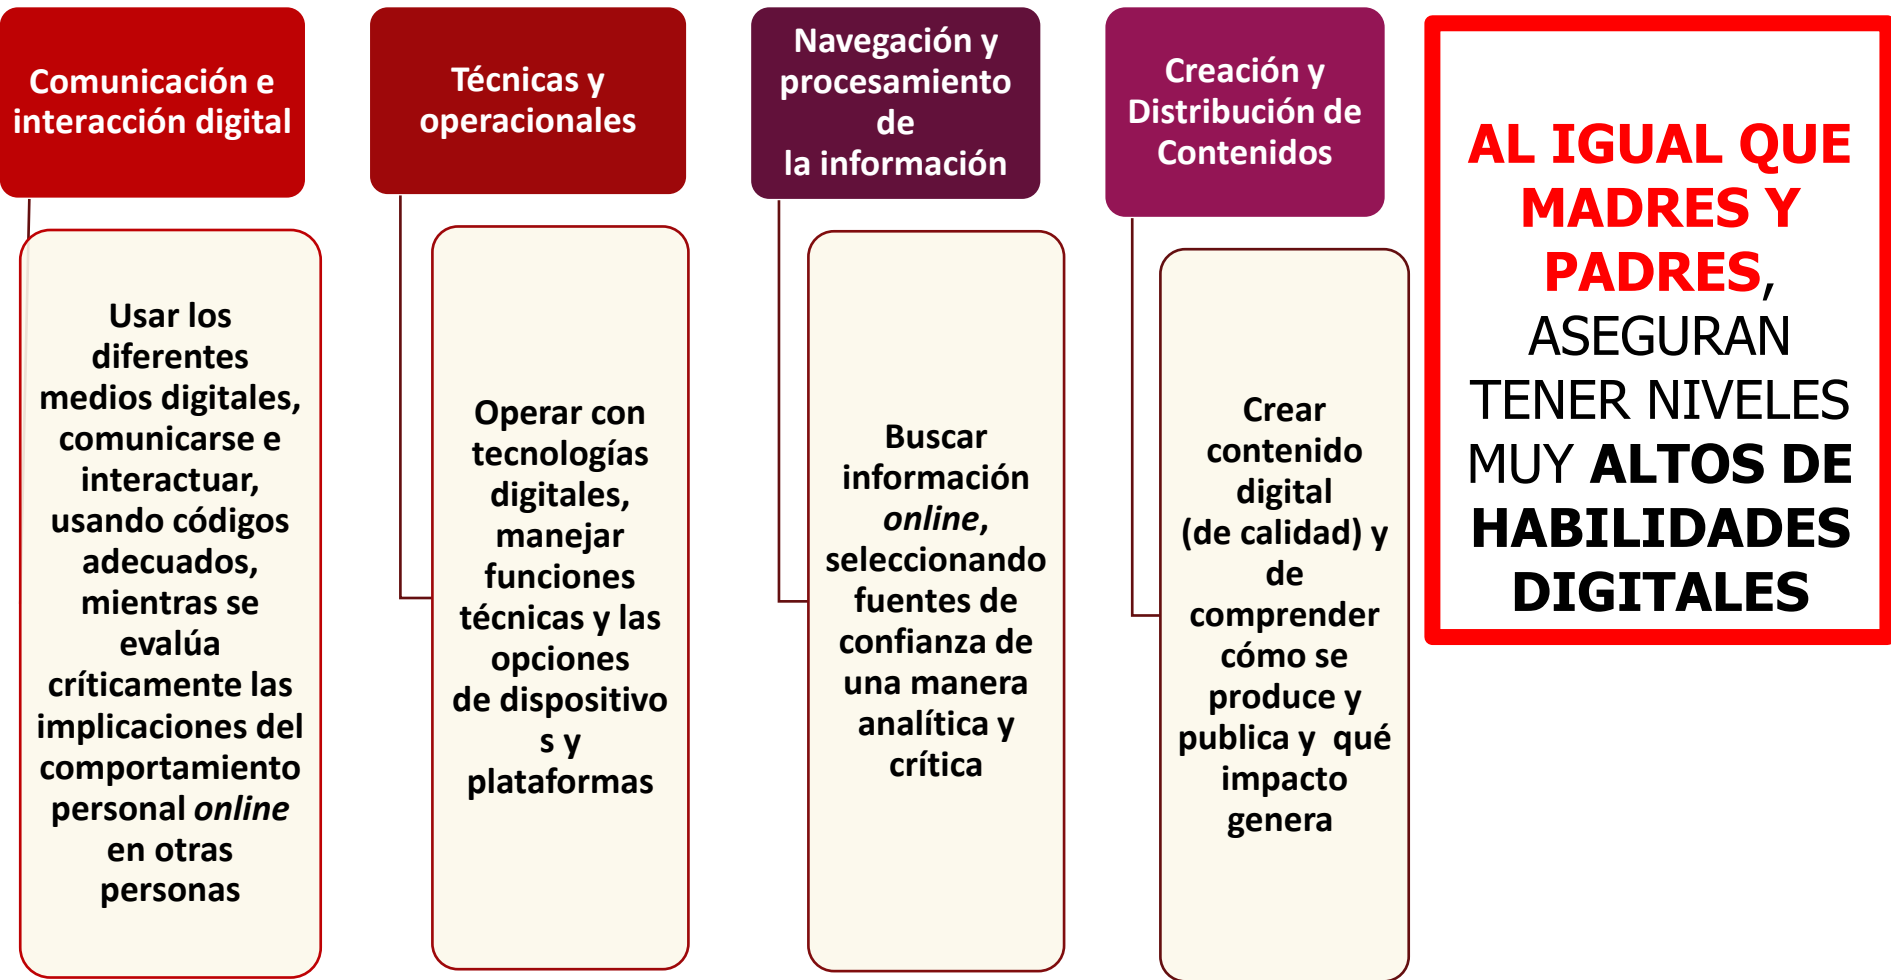 Comunicación e
interacción digital
Usar los
diferentes
medios digitales,
comunicarse e
interactuar,
usando códigos
adecuados,
mientras se
evalúa
críticamente las
implicaciones del
comportamiento
personal online
en otras
personas
Técnicas y
operacionales
Operar con
tecnologías
digitales,
manejar
funciones
técnicas y las
opciones
de dispositivo
s y
plataformas
Navegación y
procesamiento
de
la información
Buscar
información
online,
seleccionando
fuentes de
confianza de
una manera
analítica y
crítica
Creación y
Distribución de
Contenidos
Crear
contenido
digital
(de calidad) y
de
comprender
cómo se
produce y
publica y  qué
impacto
genera
AL IGUAL QUE
MADRES Y
PADRES,
ASEGURAN
TENER NIVELES
MUY ALTOS DE
HABILIDADES
DIGITALES